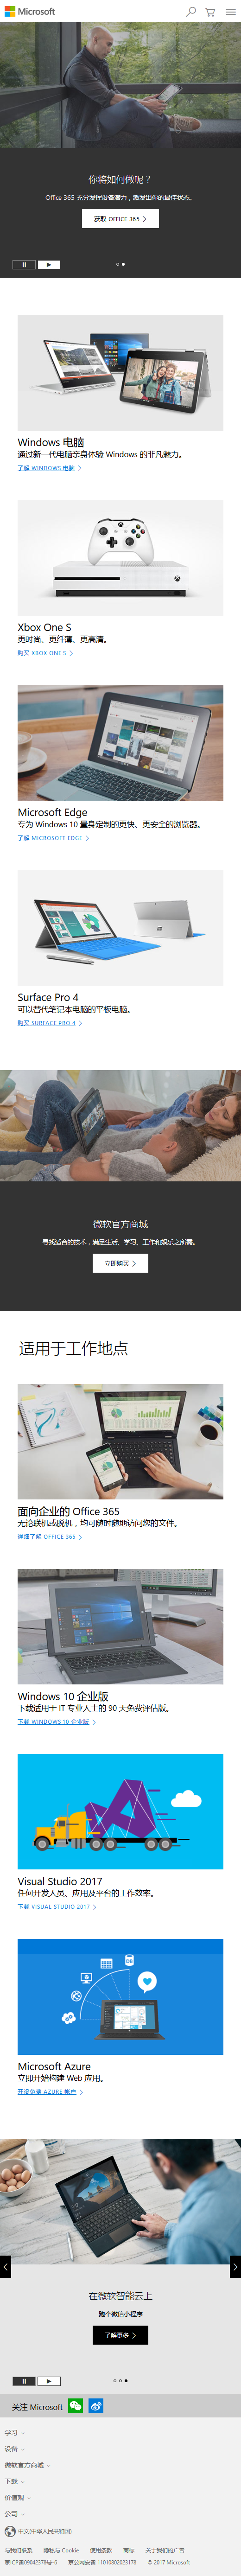 Microsoft
你将如何做呢？
Office 365 充分发挥设备潜力，激发出你的最佳状态。
获取 OFFICE 365
Windows 电脑
通过新一代电脑亲身体验 Windows 的非凡魅力。
了解 WINDOWS 电脑
Xbox One S
更时尚、更纤薄、更高清。
购买 XBOX ONE S
Microsoft Edge
专为 Windows 10 量身定制的更快、更安全的浏览器。
了解 MICROSOFT EDGE
Surface Pro 4
可以替代笔记本电脑的平板电脑。
购买 SURFACE PRO 4
微软官方商城
寻找适合的技术，满足生活、学习、工作和娱乐之所需。
立即购买
适用于工作地点
面向企业的 Office 365
无论联机或脱机，均可随时随地访问您的文件。
详细了解 OFFICE 365
Windows 10 企业版
下载适用于 IT 专业人士的 90 天免费评估版。
下载 WINDOWS 10 企业版
Visual Studio 2017
任何开发人员、应用及平台的工作效率。
下载 VISUAL STUDIO 2017
Microsoft Azure
立即开始构建 Web 应用。
开设免费 AZURE 帐户
在微软智能云上
跑个微信小程序
了解更多
关注 Microsoft
学习
设备
微软官方商城
下载
价值观
公司
中文(中华人民共和国)
与我们联系 隐私与 Cookie 使用条款 商标 关于我们的广告
京ICP备09042378号-6 京公网安备 11010802023178 © 2017 Microsoft